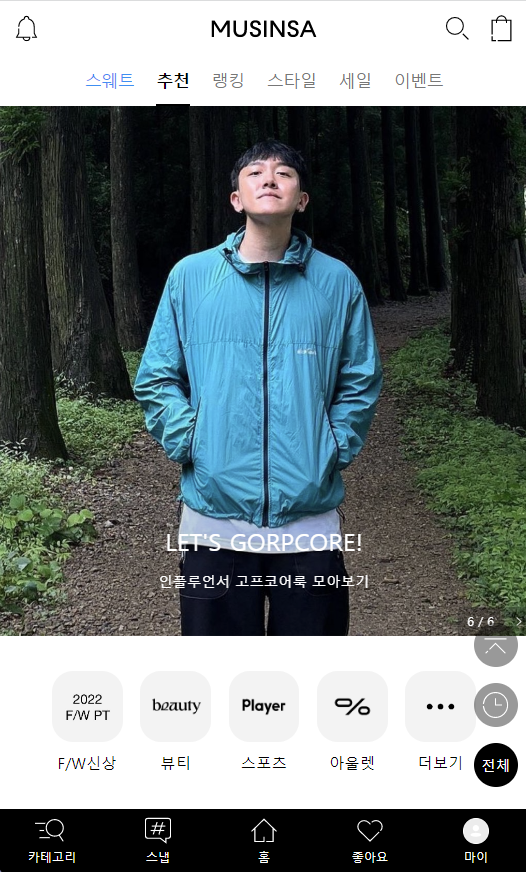 MUSINSA
스웨트 추천 랭킹 스타일 세일 이벤트
LET'S GORPCORE!
인플루언서 고프코어룩 모아보기
6 / 6
2022
F/W PT
beauty
Player
%
F/W신상 뷰티 스포츠 아울렛 더보기
전체
#
카테고리 스냅 홈 좋아요 마이